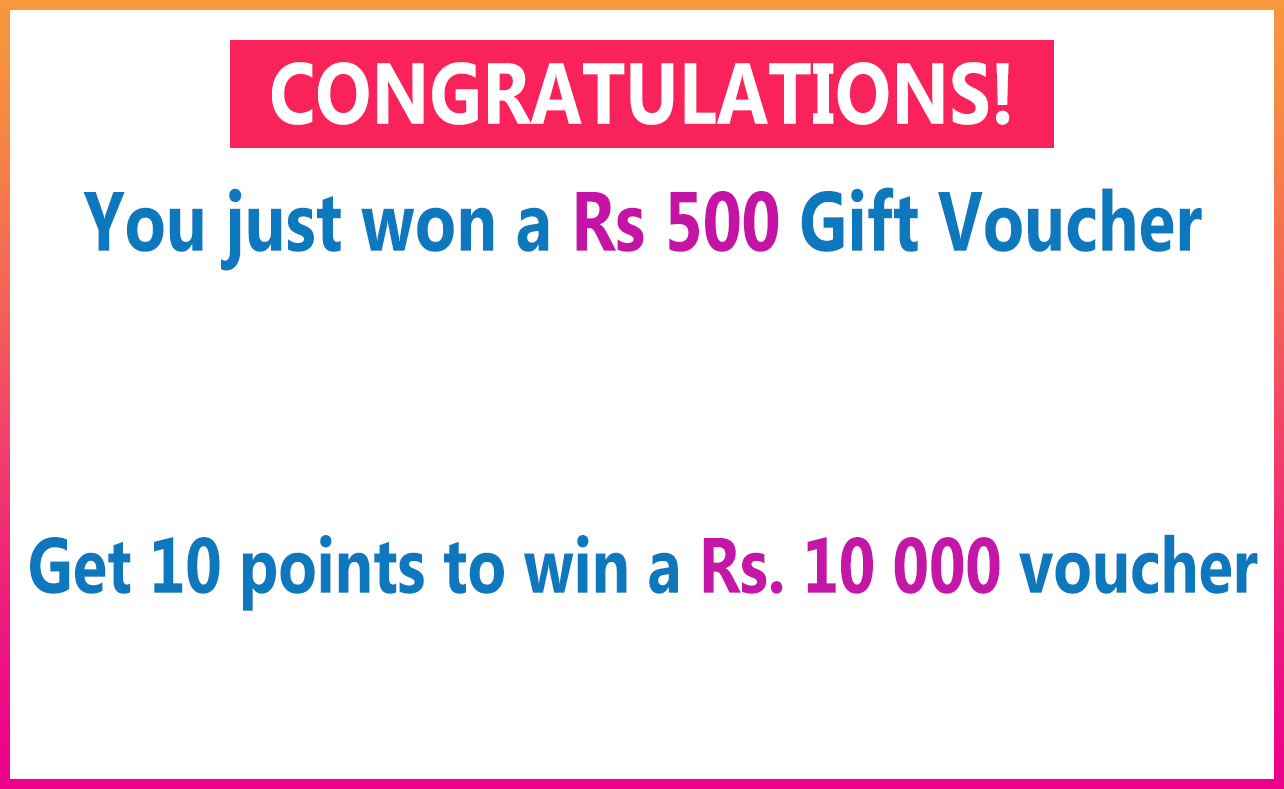 CONGRATULATIONS!
You just won a Rs 500 Gift Voucher
Get 10 points to win a Rs. 10 000 voucher